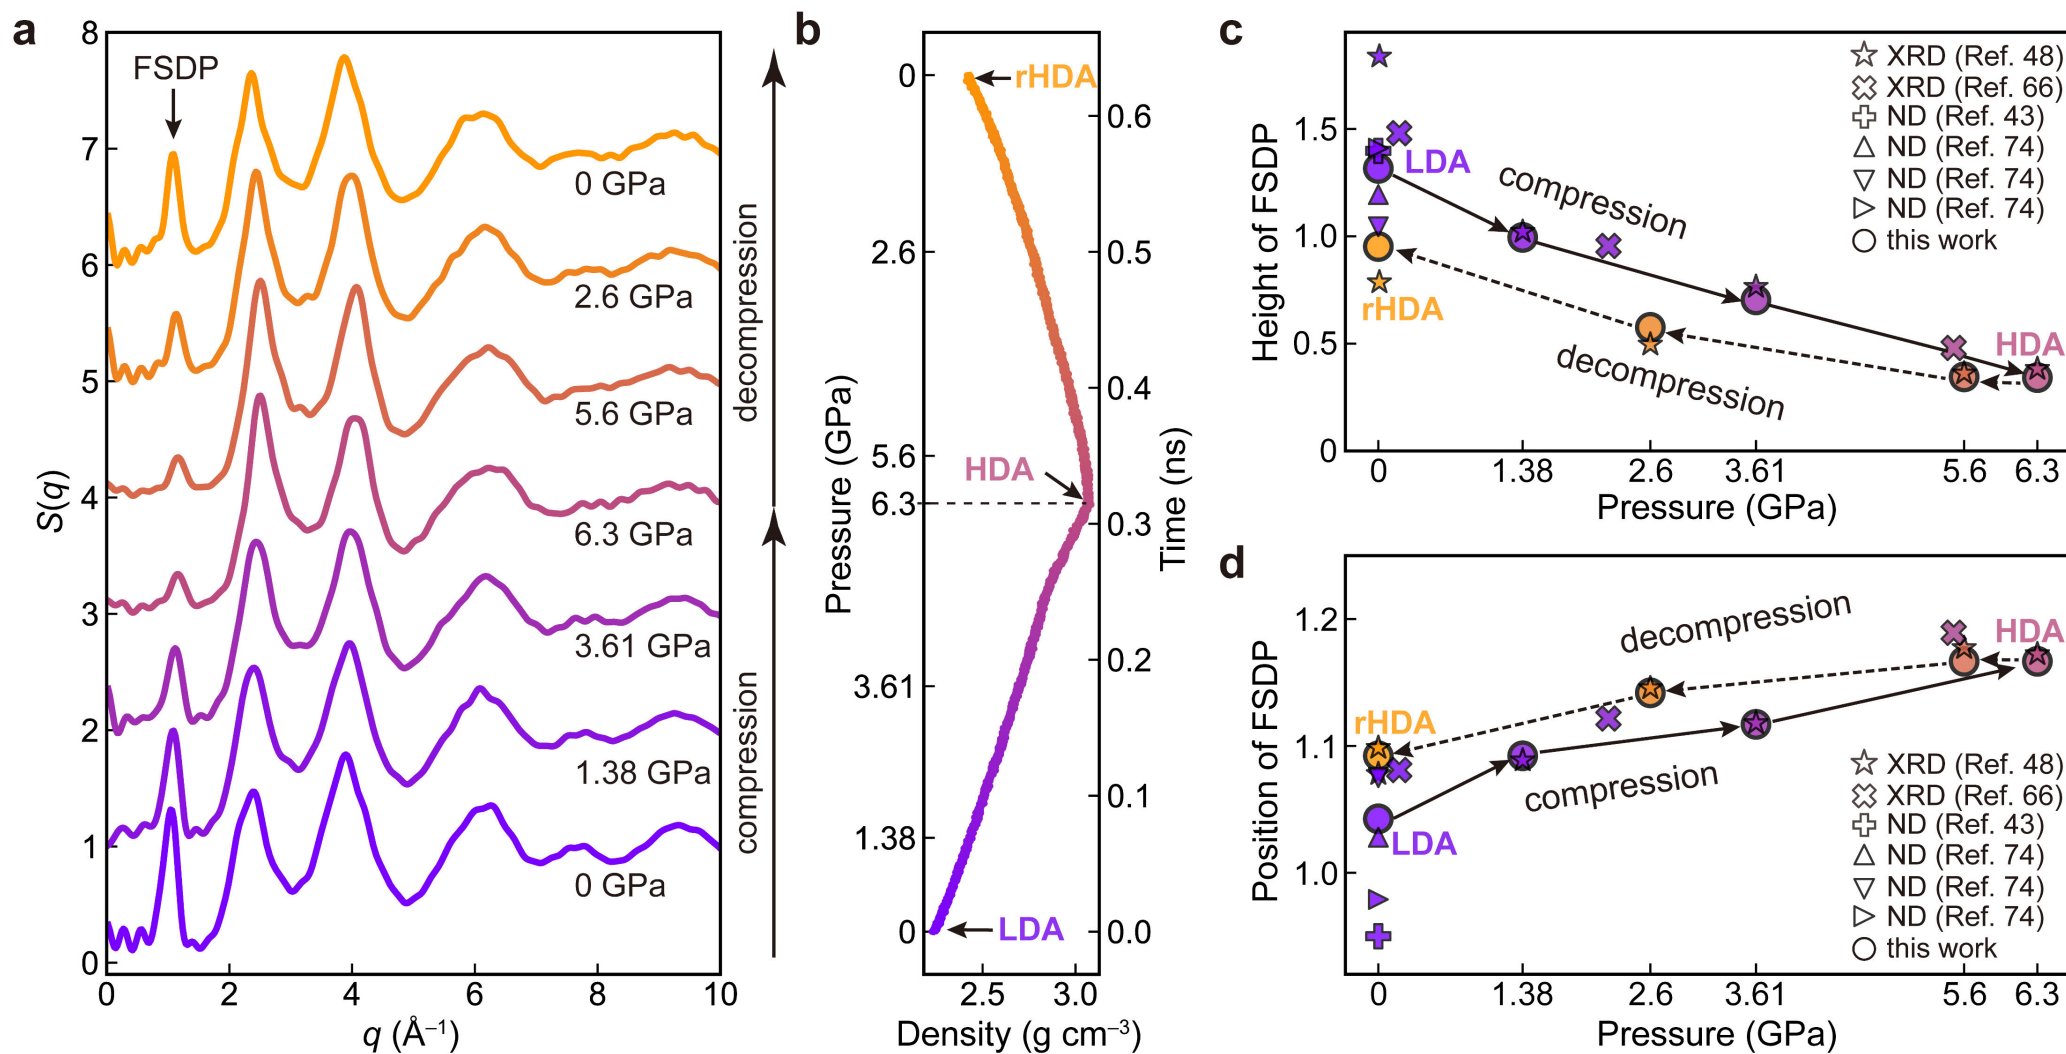 a
8
7
6
5
4
3
2
1
0
S(q)
FSDP
0 GPa
2.6 GPa
5.6 GPa
6.3 GPa
3.61 GPa
1.38 GPa
0 GPa
0 2 4 6 8 10
q (Å⁻¹)
decompression
compression
b
0
2.6
5.6
6.3
3.61
1.38
0
Pressure (GPa)
rHDA
HDA
LDA
0.6
0.5
0.4
0.3
0.2
0.1
0.0
Time (ns)
2.5 3.0
Density (g cm⁻³)
c
1.5
1.0
0.5
0
Height of FSDP
LDA
rHDA
HDA
compression
decompression
XRD (Ref. 48)
XRD (Ref. 66)
ND (Ref. 43)
ND (Ref. 74)
ND (Ref. 74)
ND (Ref. 74)
this work
0 1.38 2.6 3.61 5.6 6.3
Pressure (GPa)
d
1.2
1.1
1.0
Position of FSDP
decompression
HDA
rHDA
compression
LDA
XRD (Ref. 48)
XRD (Ref. 66)
ND (Ref. 43)
ND (Ref. 74)
ND (Ref. 74)
ND (Ref. 74)
this work
0 1.38 2.6 3.61 5.6 6.3
Pressure (GPa)